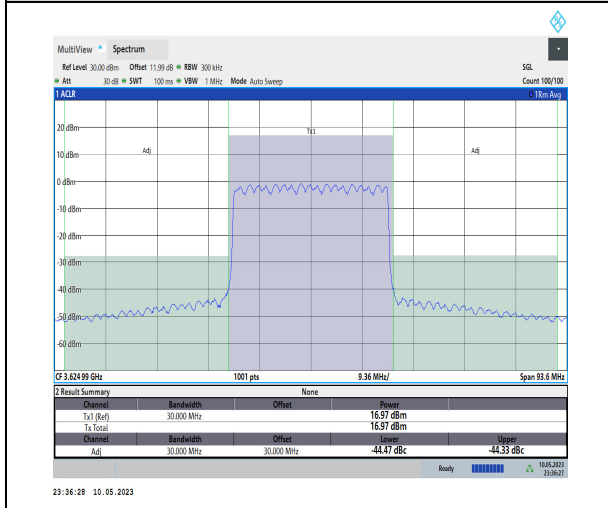 MultiView Spectrum
Ref Level 30.00 dBm Offset 11.99 dB RBW 300 kHz SGL
Att 30 dB SWT 100 ms VBW 1 MHz Mode Auto Sweep Count 100/100
1 ACLR 1Rm Avg
Tx1
20 dBm
Adj Adj
10 dBm
0 dBm
-10 dBm
-20 dBm
-30 dBm
-40 dBm
-50 dBm
-60 dBm
CF 3.624 99 GHz 1001 pts 9.36 MHz/ Span 93.6 MHz
2 Result Summary None
Channel Bandwidth Offset Power
Tx1 (Ref) 30.000 MHz 16.97 dBm
Tx Total 16.97 dBm
Channel Bandwidth Offset Lower Upper
Adj 30.000 MHz 30.000 MHz -44.47 dBc -44.33 dBc
Ready 10.05.2023
23:36:27
23:36:28 10.05.2023